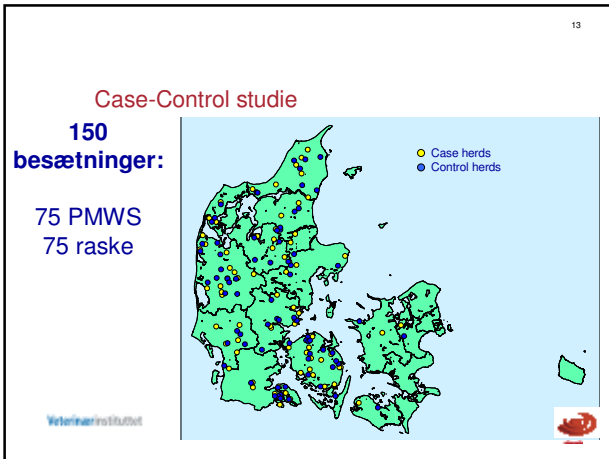 13
Case-Control studie
150
besætninger:
75 PMWS
75 raske
Case herds
Control herds
Veterinærinstituttet